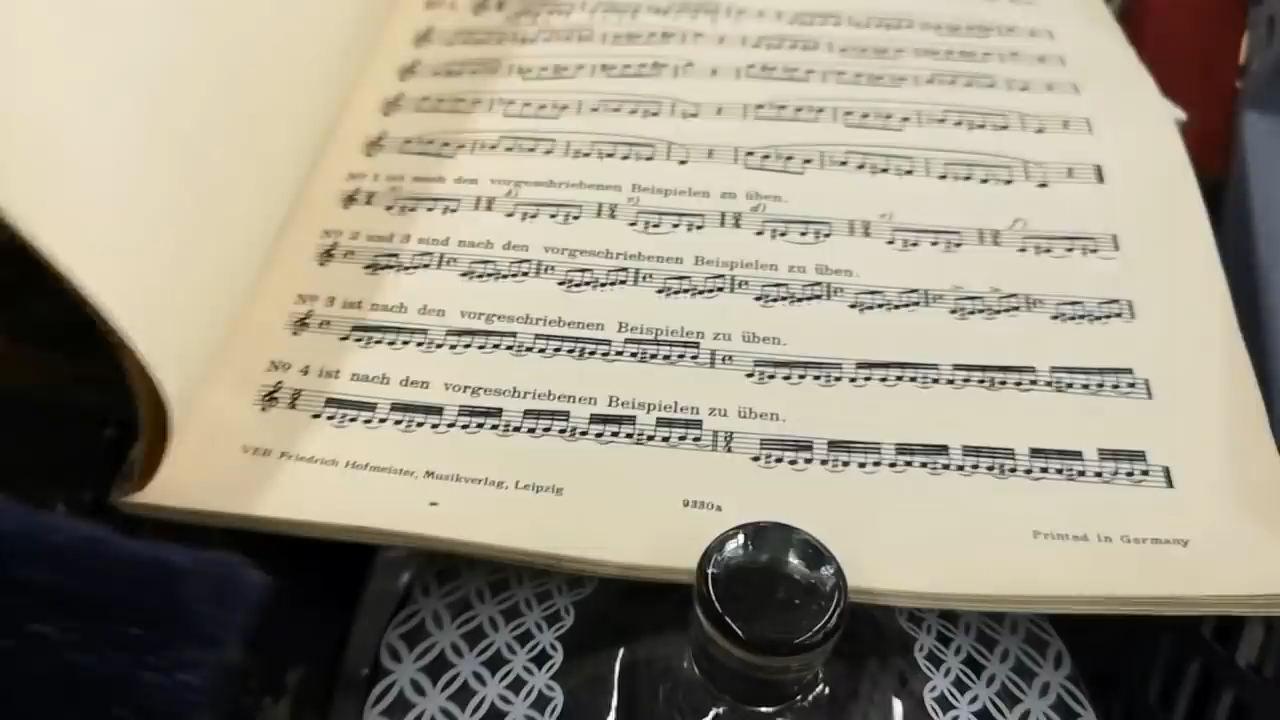 Nº 1 ist nach den vorgeschriebenen Beispielen zu üben.
d) e) f)
Nº 2 und 3 sind nach den vorgeschriebenen Beispielen zu üben.
Nº 3 ist nach den vorgeschriebenen Beispielen zu üben.
Nº 4 ist nach den vorgeschriebenen Beispielen zu üben.
VEB Friedrich Hofmeister, Musikverlag, Leipzig
9330a
Printed in Germany